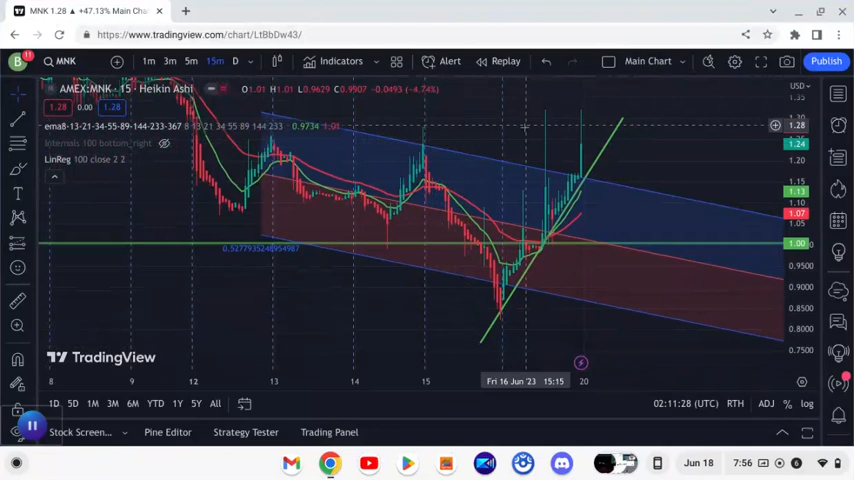 MNK 1.28 ▲ +47.13% Main Char
tradingview.com/chart/LtBbDw43/
B 11 MNK 1m 3m 5m 15m D Indicators Alert Replay Main Chart Publish
AMEX:MNK 15 Heikin Ashi O1.01 H1.01 L0.9629 C0.9907 -0.0493 (-4.74%) USD
1.35
1.28 0.00 1.28
ema8-13-21-34-55-89-144-233-367 8 13 21 34 55 89 144 233 0.9734 1.01 1.28
Internals 100 bottom_right
1.24
LinReg 100 close 2 2
1.20
1.15
1.13
1.07
1.05
1.00
0.5277935248954987
0.9500
0.9000
0.8500
0.8000
0.7500
TradingView
8 9 12 13 14 15 Fri 16 Jun '23 15:15 20
1D 5D 1M 3M 6M YTD 1Y 5Y All 02:11:28 (UTC) RTH ADJ % log
Stock Screen... Pine Editor Strategy Tester Trading Panel
Jun 18 7:56 6